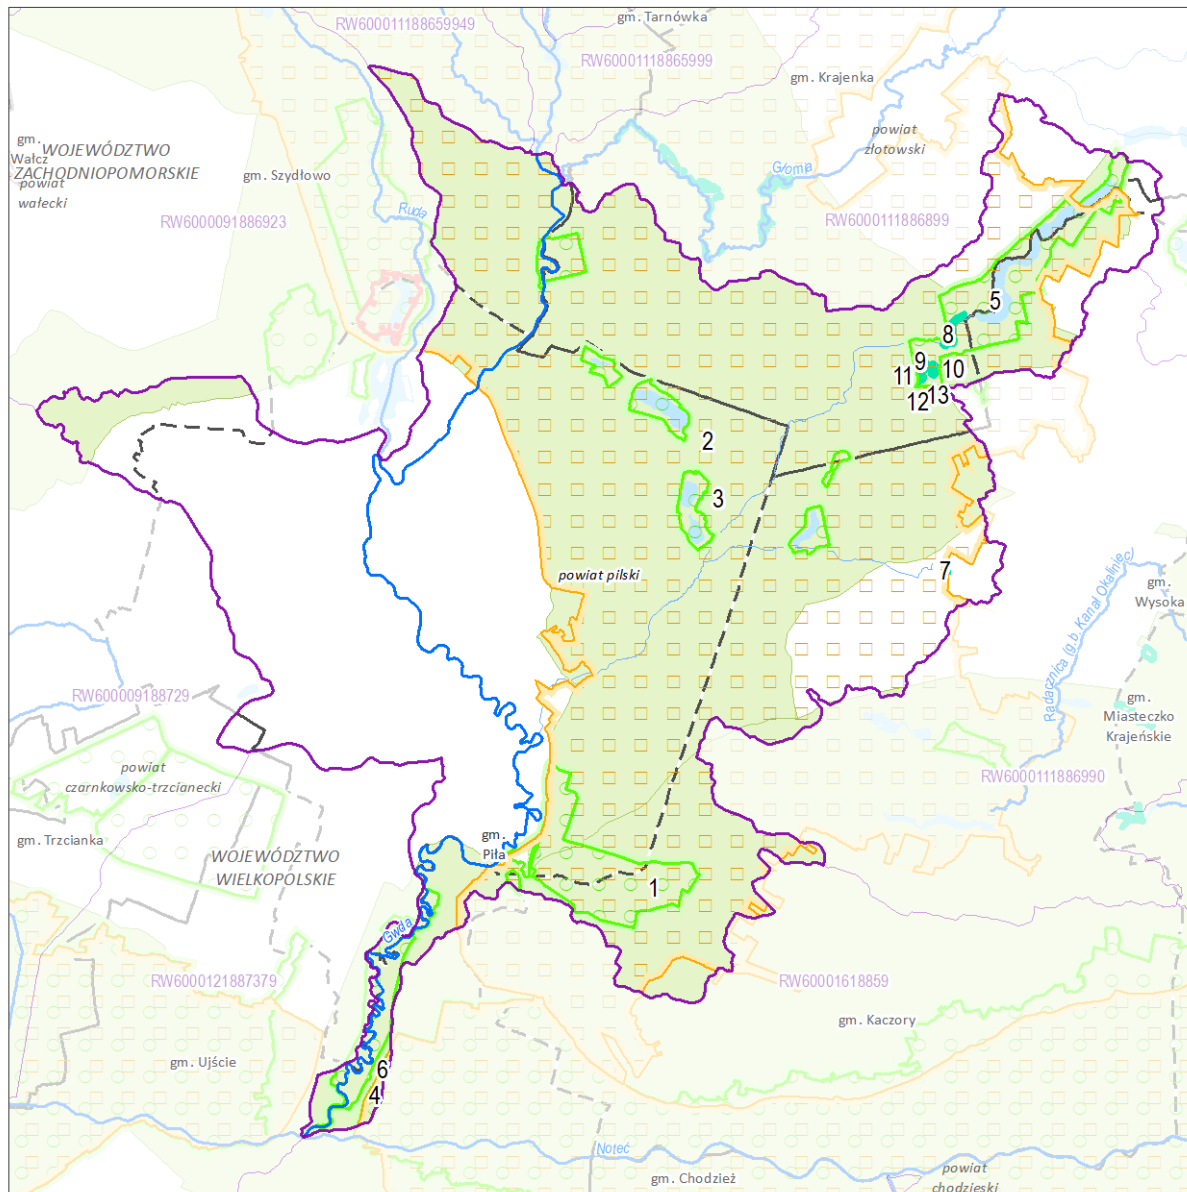 gm. Tarnówka
RW600011188659949
RW60001118865999
gm. Krajenka
gm.
Wałcz
powiat
wałecki
WOJEWÓDZTWO
ZACHODNIOPOMORSKIE
gm. Szydłowo
powiat
złotowski
Głomia
Ruda
RW6000091886923
RW6000111886899
5
8
9
10
11
12
13
2
3
7
powiat pilski
gm.
Wysoka
Radacznica (g.b. Kanał Okaliniec)
RW600009188729
gm.
Miasteczko
Krajeńskie
powiat
czarnkowsko-trzcianecki
RW6000111886990
gm. Trzcianka
WOJEWÓDZTWO
WIELKOPOLSKIE
gm.
Piła
1
Gwda
RW6000121887379
RW60001618859
gm. Kaczory
gm. Ujście
6
4
Noteć
gm. Chodzież
powiat
chodzieski